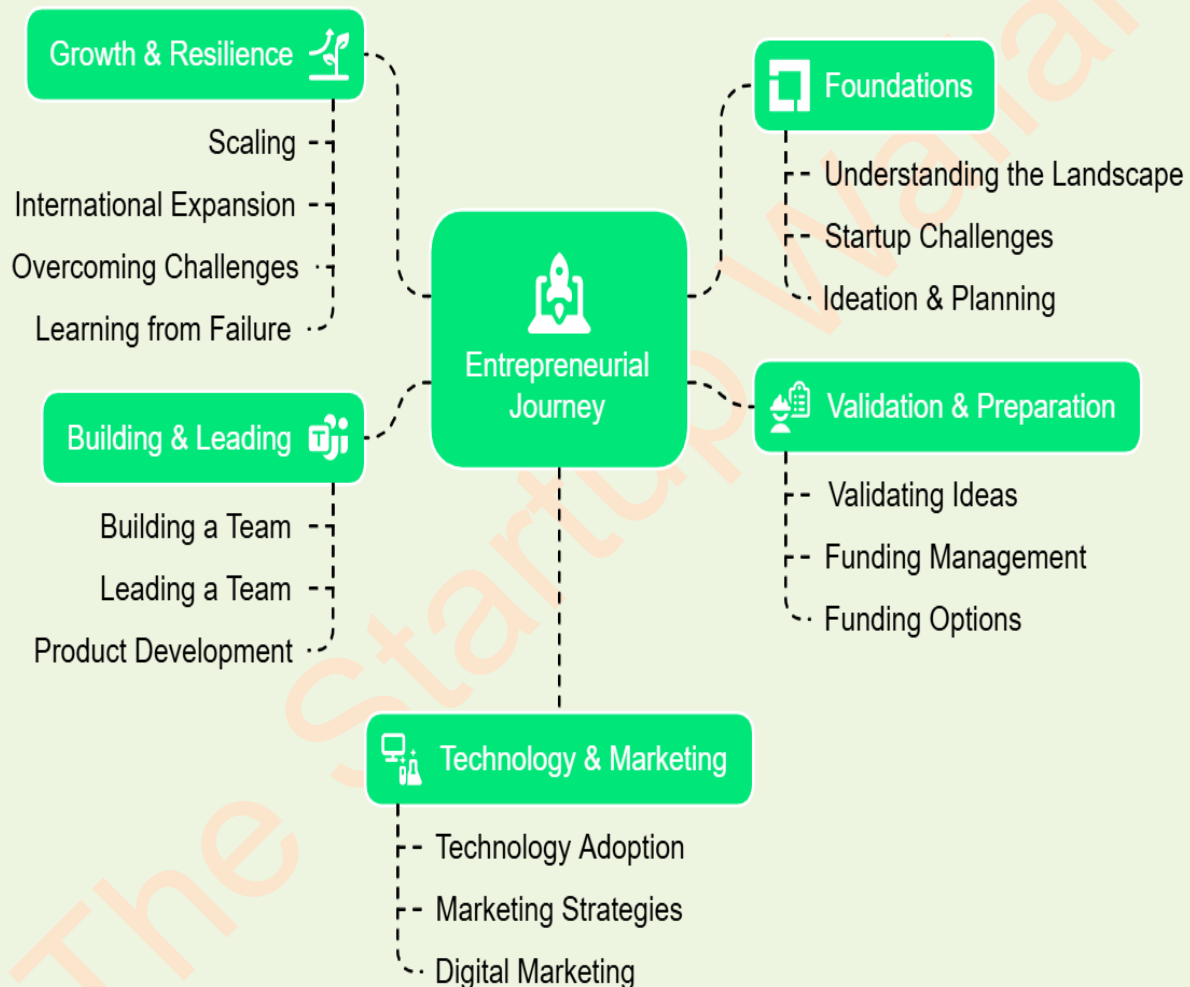 Growth & Resilience
Scaling
International Expansion
Overcoming Challenges
Learning from Failure
Building & Leading
Building a Team
Leading a Team
Product Development
Entrepreneurial
Journey
Foundations
Understanding the Landscape
Startup Challenges
Ideation & Planning
Validation & Preparation
Validating Ideas
Funding Management
Funding Options
Technology & Marketing
Technology Adoption
Marketing Strategies
Digital Marketing
The Startup